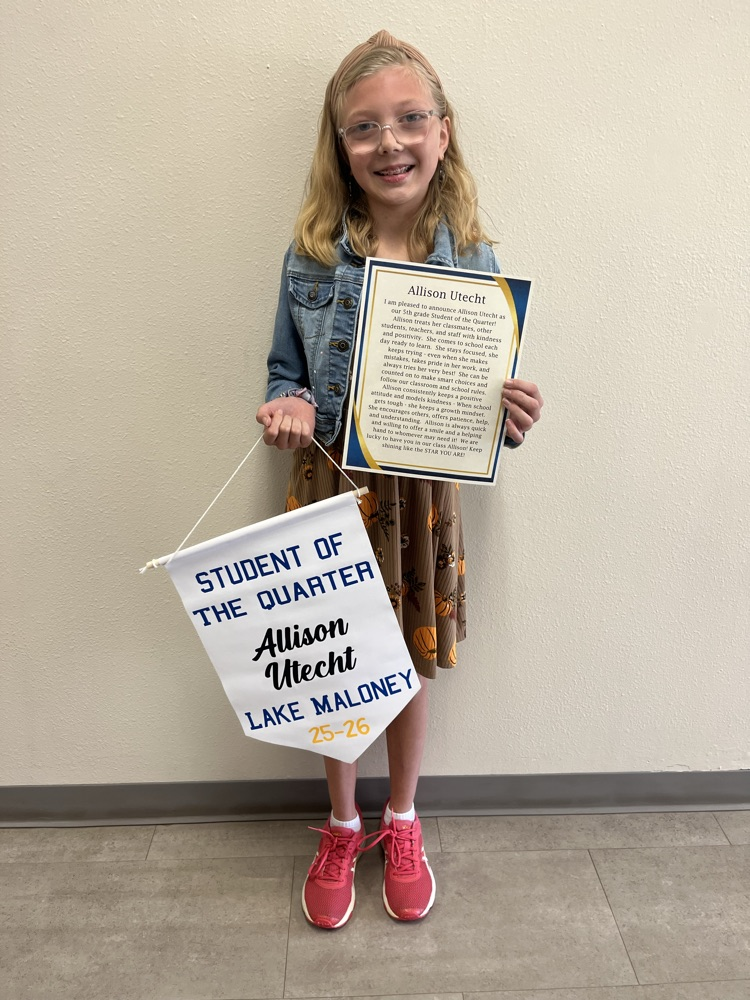 Allison Utecht
I am pleased to announce Allison Utecht as
our 5th grade Student of the Quarter!
Allison treats her classmates, other
students, teachers, and staff with kindness
and positivity. She comes to school each
day ready to learn. She stays focused, she
keeps trying - even when she makes
mistakes, takes pride in her work, and
always tries her very best! She can be
counted on to make smart choices and
follow our classroom and school rules.
Allison consistently keeps a positive
attitude and models kindness - When school
gets tough - she keeps a growth mindset.
She encourages others, offers patience, help,
and understanding. Allison is always quick
and willing to offer a smile and a helping
hand to whomever may need it! We are
lucky to have you in our class Allison! Keep
shining like the STAR YOU ARE!
STUDENT OF
THE QUARTER
Allison
Utecht
LAKE MALONEY
25-26